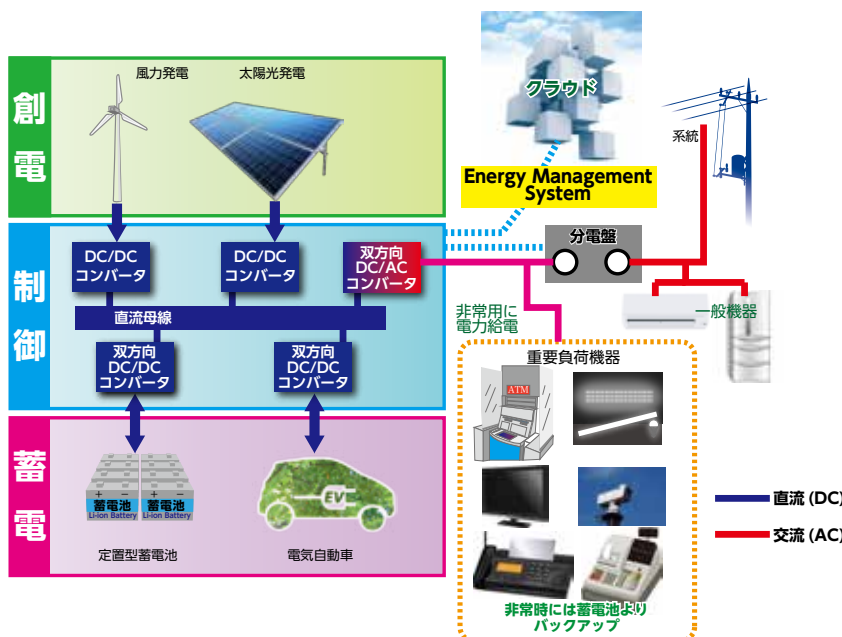 創電
風力発電
太陽光発電
クラウド
Energy Management
System
系統
制御
DC/DC
コンバータ
DC/DC
コンバータ
双方向
DC/AC
コンバータ
分電盤
直流母線
非常用に
電力給電
一般機器
双方向
DC/DC
コンバータ
双方向
DC/DC
コンバータ
重要負荷機器
ATM
蓄電
+ −
+ −
蓄電池
Li-ion Battery
蓄電池
Li-ion Battery
EV
定置型蓄電池
電気自動車
直流 (DC)
交流 (AC)
非常時には蓄電池より
バックアップ